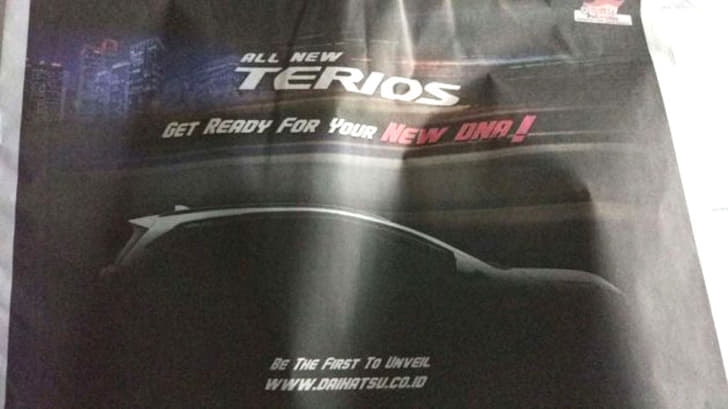 ALL NEW
TERIOS
GET READY FOR YOUR NEW DNA!
BE THE FIRST TO UNVEIL
WWW.DAIHATSU.CO.ID